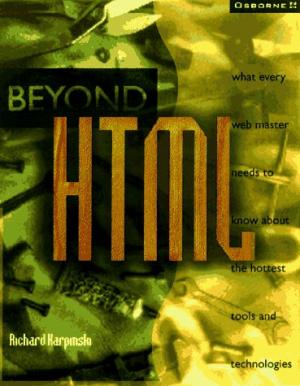 OSBORNE
what every
BEYOND
web master
HTML
needs to
know about
the hottest
Richard Karpinski
tools and
technologies